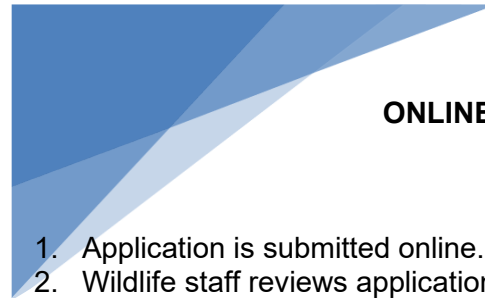 ONLINE
1. Application is submitted online.
2. Wildlife staff reviews application